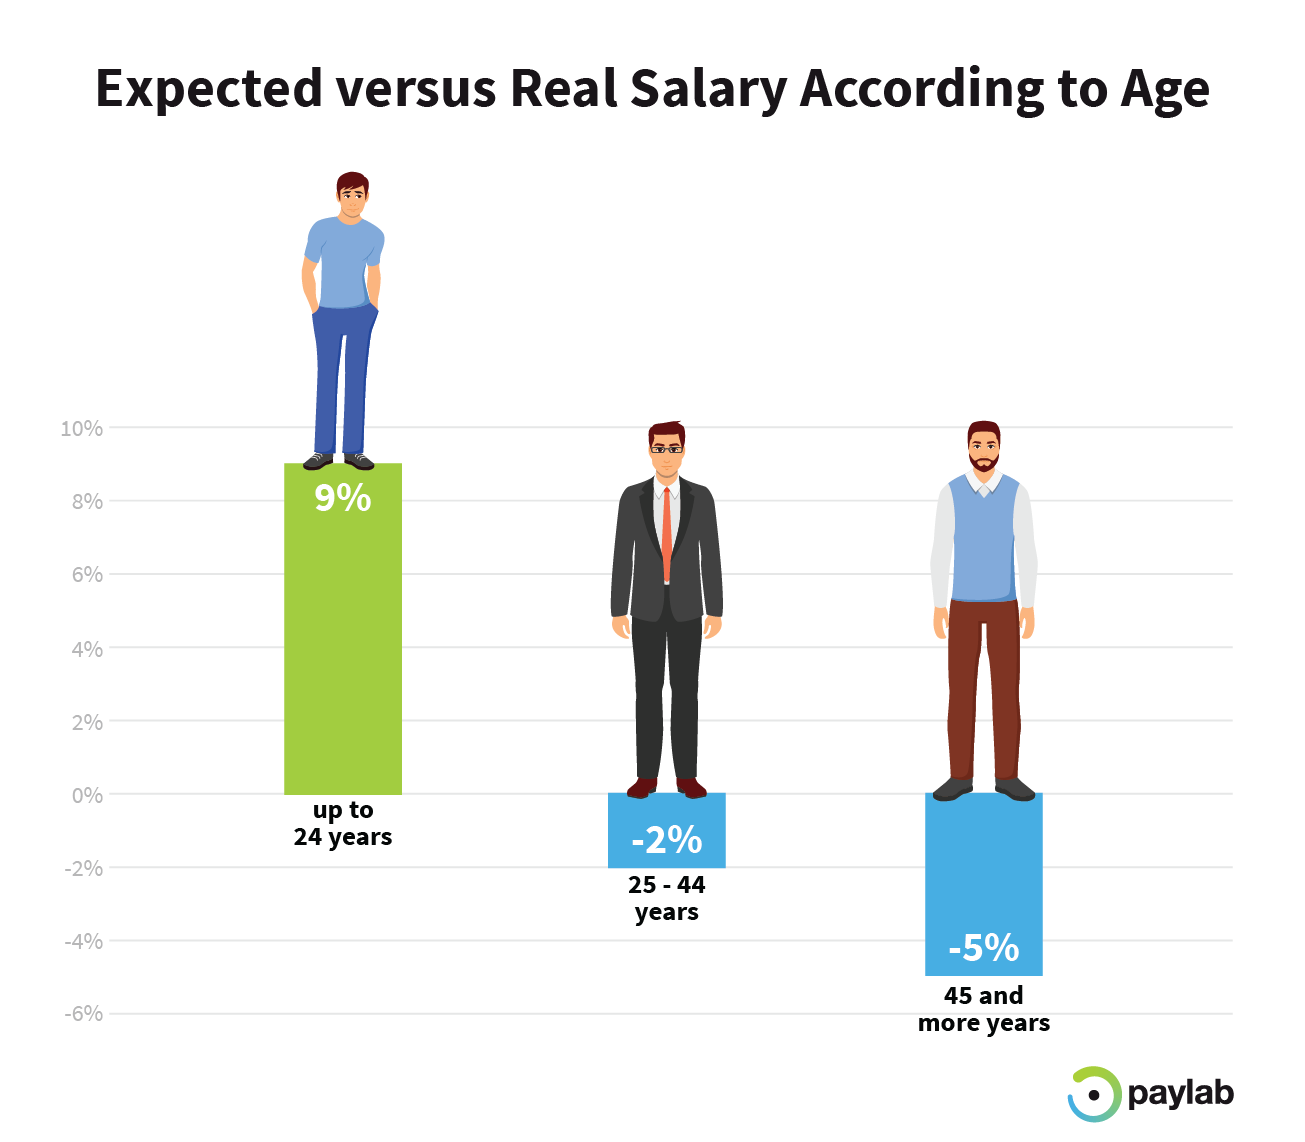 Expected versus Real Salary According to Age
10%
9%
8%
6%
4%
2%
0%
up to
24 years
-2%
-2%
25 - 44
years
-4%
-5%
45 and
more years
-6%
paylab